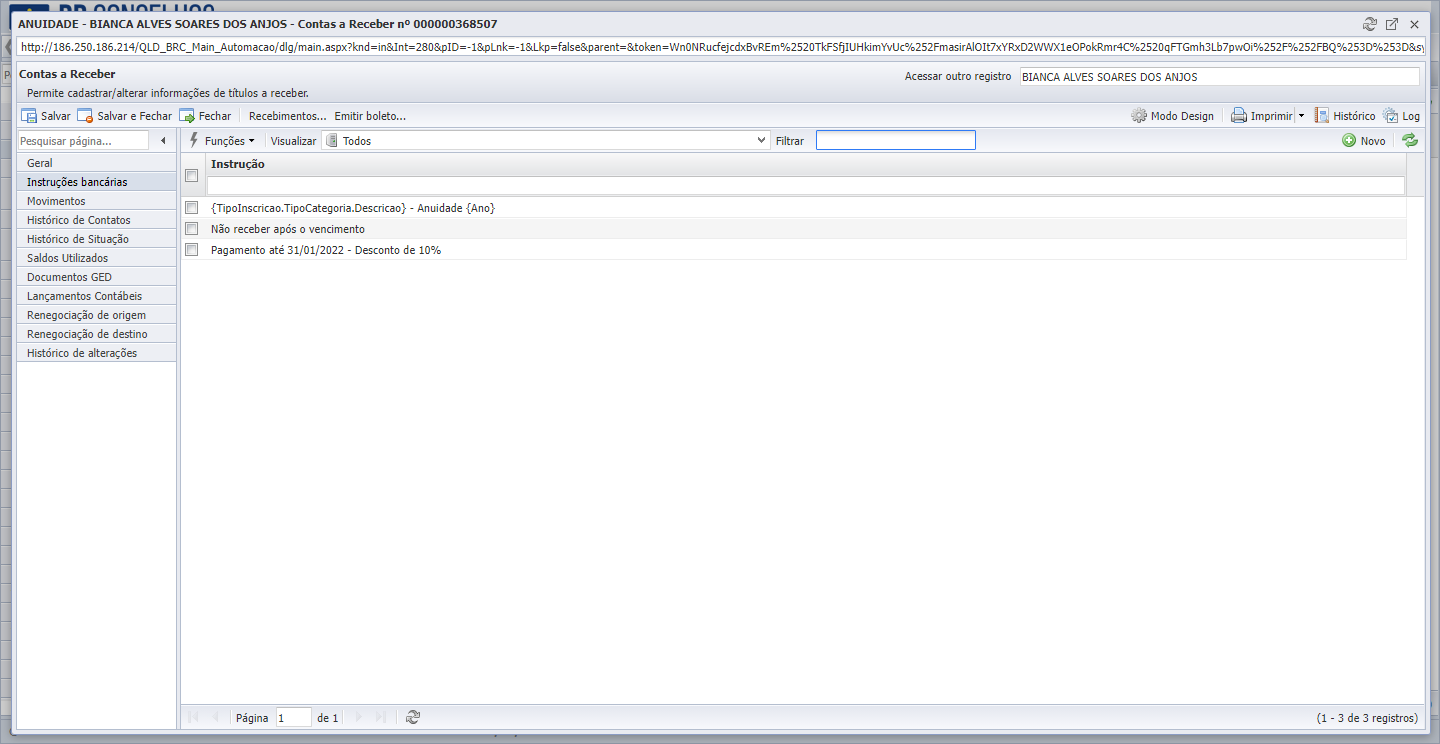 ANUIDADE - BIANCA ALVES SOARES DOS ANJOS - Contas a Receber nº 000000368507
http://186.250.186.214/QLD_BRC_Main_Automacao/dlg/main.aspx?knd=in&Int=280&pID=-1&pLnk=-1&Lkp=false&parent=&token=Wn0NRucfejcdxBvREm%2520TkFSfjIUHkimYvUc%252FmasirAlOIt7xYRxD2WWX1eOPokRmr4C%2520qFTGmh3Lb7pwOi%252F%252FBQ%253D%253D&sy
Contas a Receber
Acessar outro registro BIANCA ALVES SOARES DOS ANJOS
Permite cadastrar/alterar informações de títulos a receber.
Salvar Salvar e Fechar Fechar Recebimentos... Emitir boleto... Modo Design Imprimir Histórico Log
Pesquisar página... Funções Visualizar Todos Filtrar Novo
Geral
Instruções bancárias
Movimentos
Histórico de Contatos
Histórico de Situação
Saldos Utilizados
Documentos GED
Lançamentos Contábeis
Renegociação de origem
Renegociação de destino
Histórico de alterações
Instrução
{TipoInscricao.TipoCategoria.Descricao} - Anuidade {Ano}
Não receber após o vencimento
Pagamento até 31/01/2022 - Desconto de 10%
Página 1 de 1 (1 - 3 de 3 registros)